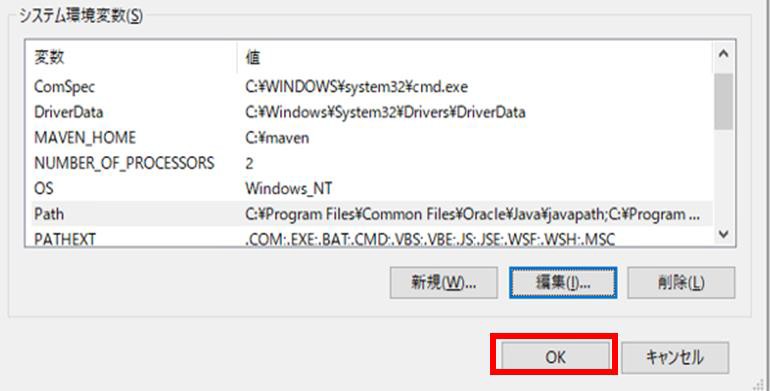 システム環境変数(S)
変数 値
ComSpec C:¥WINDOWS¥system32¥cmd.exe
DriverData C:¥Windows¥System32¥Drivers¥DriverData
MAVEN_HOME C:¥maven
NUMBER_OF_PROCESSORS 2
OS Windows_NT
Path C:¥Program Files¥Common Files¥Oracle¥Java¥javapath;C:¥Program ...
PATHEXT .COM;.EXE;.BAT;.CMD;.VBS;.VBE;.JS;.JSE;.WSF;.WSH;.MSC
新規(W)... 編集(I)... 削除(L)
OK キャンセル